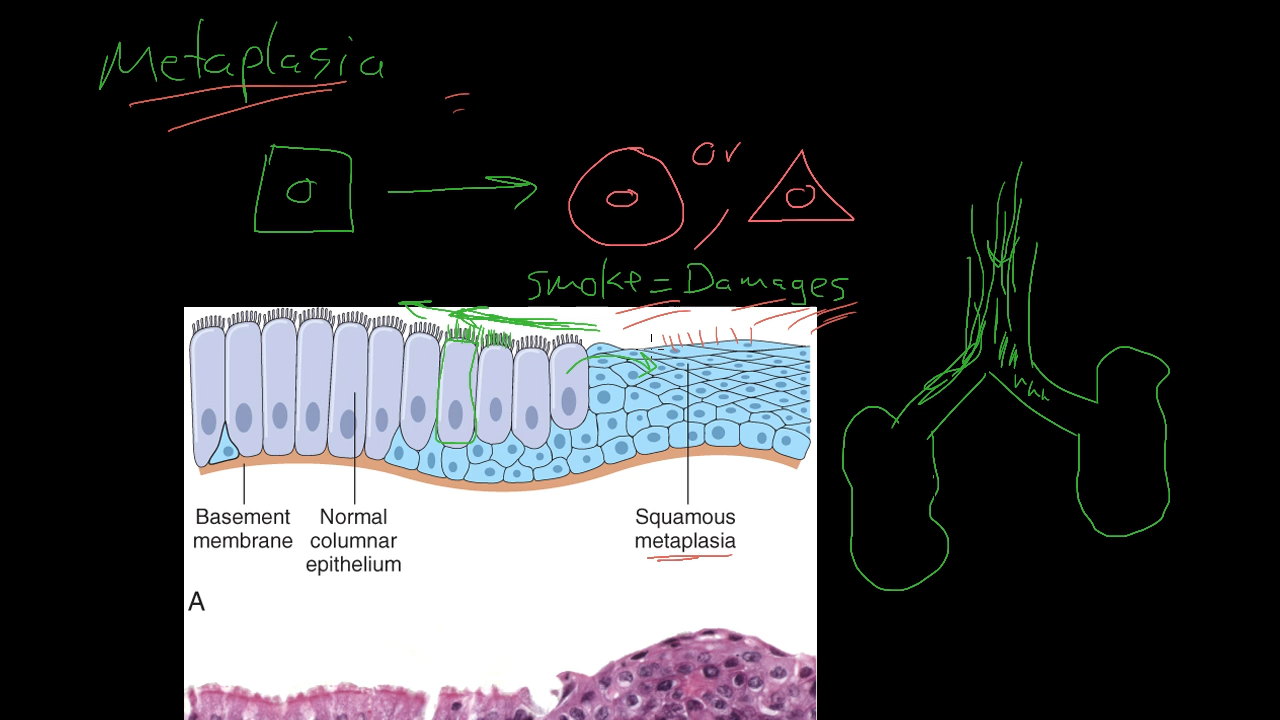 Metaplasia
or
Smoke = Damages
Basement
membrane
Normal
columnar
epithelium
Squamous
metaplasia
A